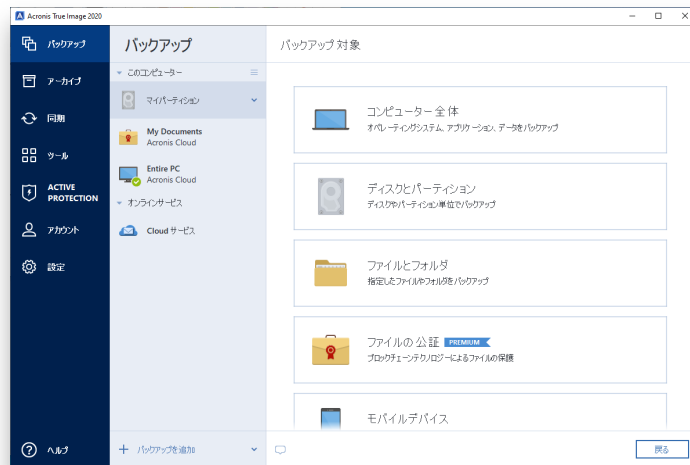 Acronis True Image 2020
バックアップ
アーカイブ
同期
ツール
ACTIVE
PROTECTION
アカウント
設定
ヘルプ
バックアップ
このコンピューター
マイパーティション
My Documents
Acronis Cloud
Entire PC
Acronis Cloud
オンラインサービス
Cloud サービス
バックアップを追加
バックアップ対象
コンピューター全体
オペレーティングシステム、アプリケーション、データをバックアップ
ディスクとパーティション
ディスクやパーティション単位でバックアップ
ファイルとフォルダ
指定したファイルやフォルダをバックアップ
ファイルの公証 PREMIUM
ブロックチェーンテクノロジーによるファイルの保護
モバイルデバイス
戻る